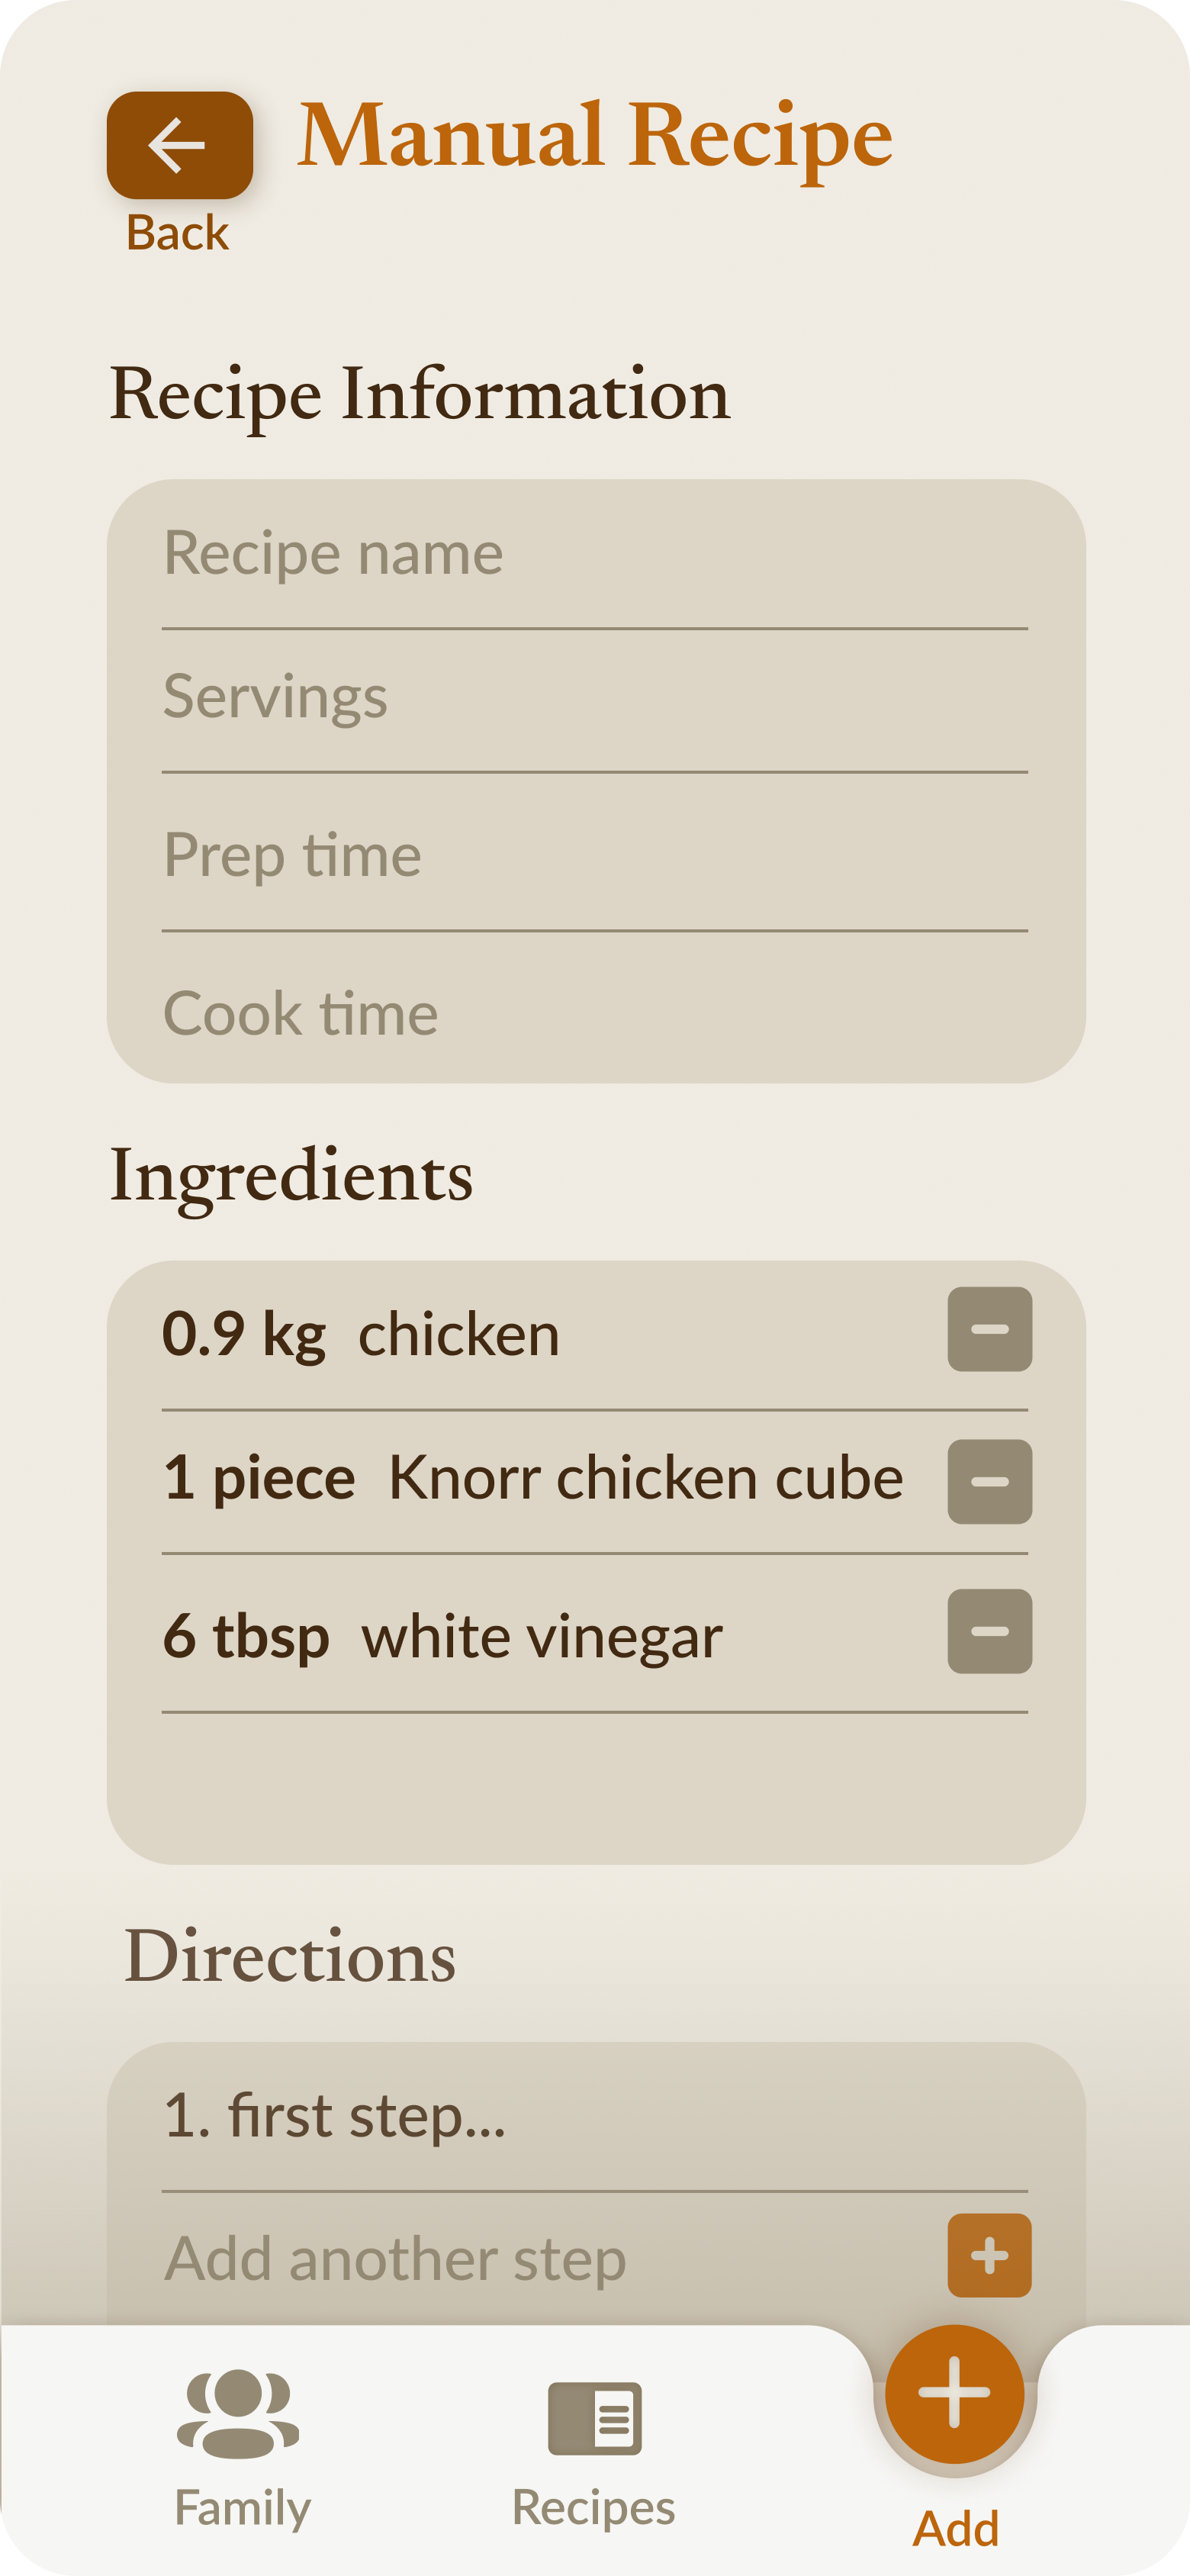 Manual Recipe
Back
Recipe Information
Recipe name
Servings
Prep time
Cook time
Ingredients
0.9 kg chicken
1 piece Knorr chicken cube
6 tbsp white vinegar
Directions
1. first step...
Add another step
Family
Recipes
Add